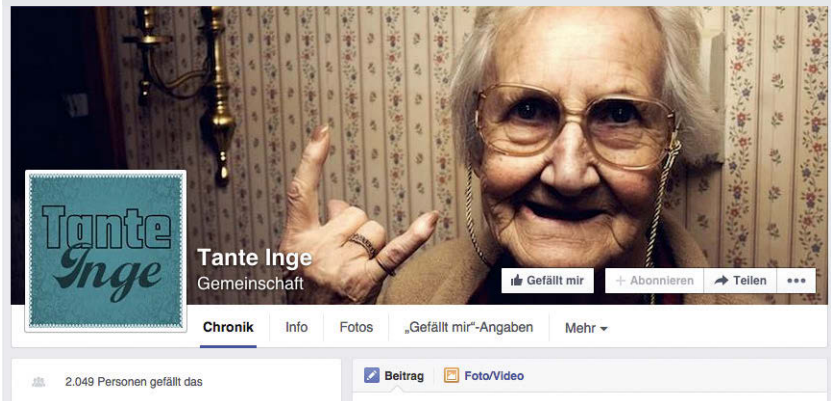 Tante
Inge
Tante Inge
Gemeinschaft
Gefällt mir
+ Abonnieren
Teilen
Chronik
Info
Fotos
„Gefällt mir“-Angaben
Mehr
2.049 Personen gefällt das
Beitrag
Foto/Video